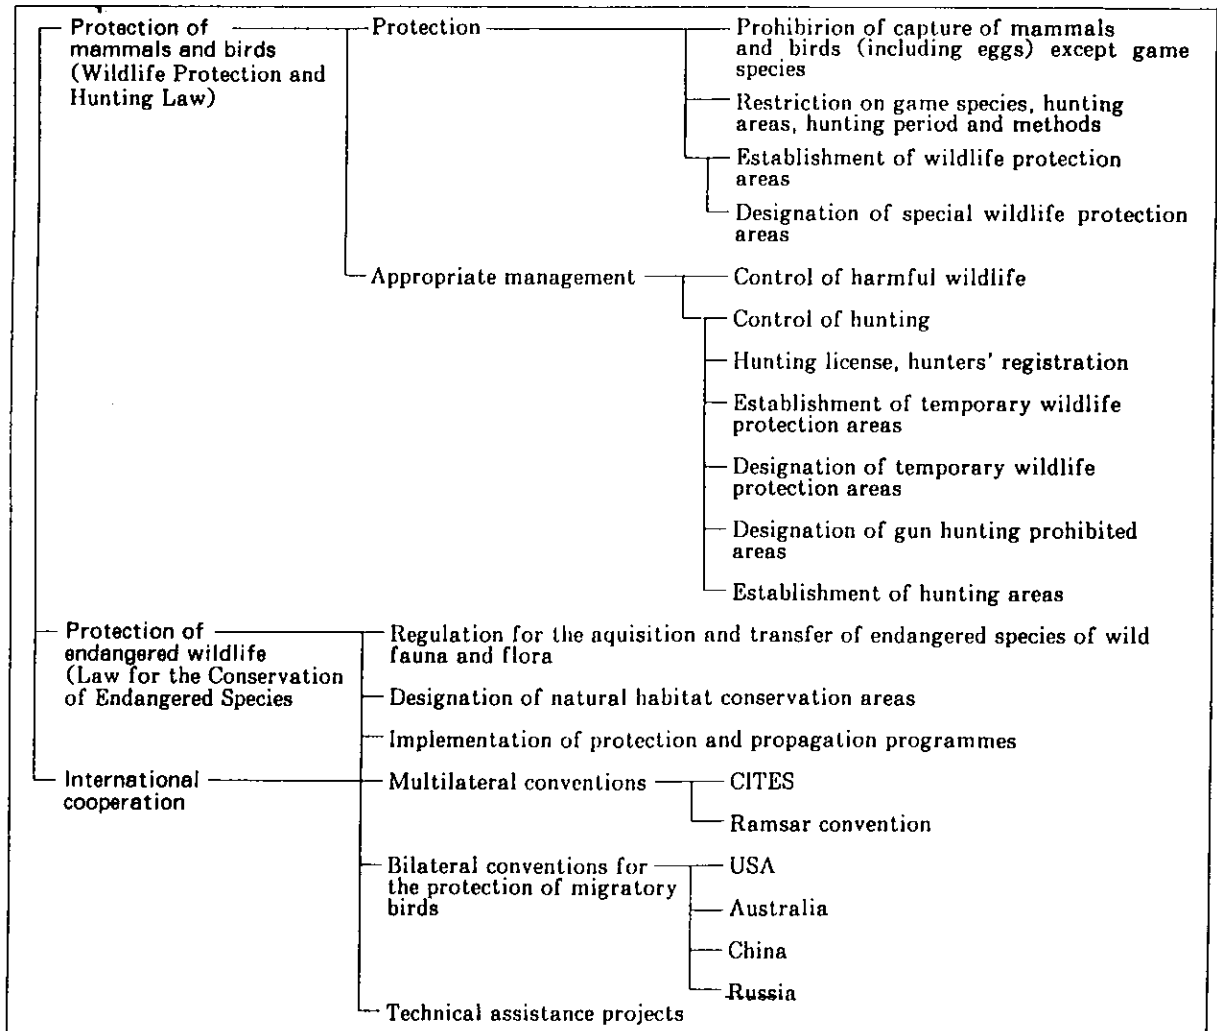 Protection of
mammals and birds
(Wildlife Protection and
Hunting Law)
Protection
Prohibirion of capture of mammals
and birds (including eggs) except game
species
Restriction on game species, hunting
areas, hunting period and methods
Establishment of wildlife protection
areas
Designation of special wildlife protection
areas
Appropriate management
Control of harmful wildlife
Control of hunting
Hunting license, hunters' registration
Establishment of temporary wildlife
protection areas
Designation of temporary wildlife
protection areas
Designation of gun hunting prohibited
areas
Establishment of hunting areas
Protection of
endangered wildlife
(Law for the Conservation
of Endangered Species
Regulation for the aquisition and transfer of endangered species of wild
fauna and flora
Designation of natural habitat conservation areas
Implementation of protection and propagation programmes
International
cooperation
Multilateral conventions
CITES
Ramsar convention
Bilateral conventions for
the protection of migratory
birds
USA
Australia
China
Russia
Technical assistance projects